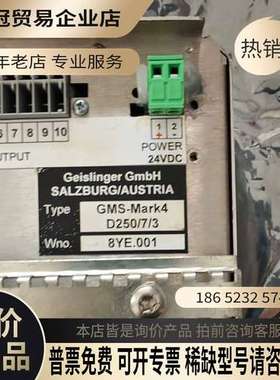 冠贸易企业店
年老店 专业服务
热销
6 7 8 9 10
UTPUT
1 2
+ -
POWER
24VDC
Geislinger GmbH
SALZBURG/AUSTRIA
Type GMS-Mark4
D250/7/3
Wno. 8YE.001
价
品
186 5232 574
本店皆是询价产品 拍前咨询客服
普票免费 可开专票 稀缺型号请咨